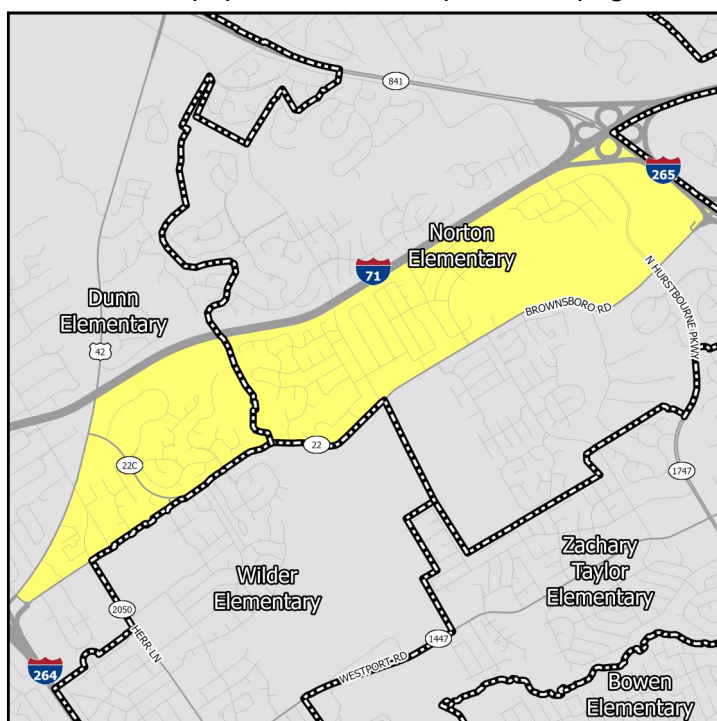 841
265
Norton
Elementary
71
N HURSTBOURNE PKWY
BROWNSBORO RD
Dunn
Elementary
42
22
22C
1747
Zachary
Taylor
Elementary
Wilder
Elementary
2050
HERR LN
1447
WESTPORT RD
264
Bowen
Elementary